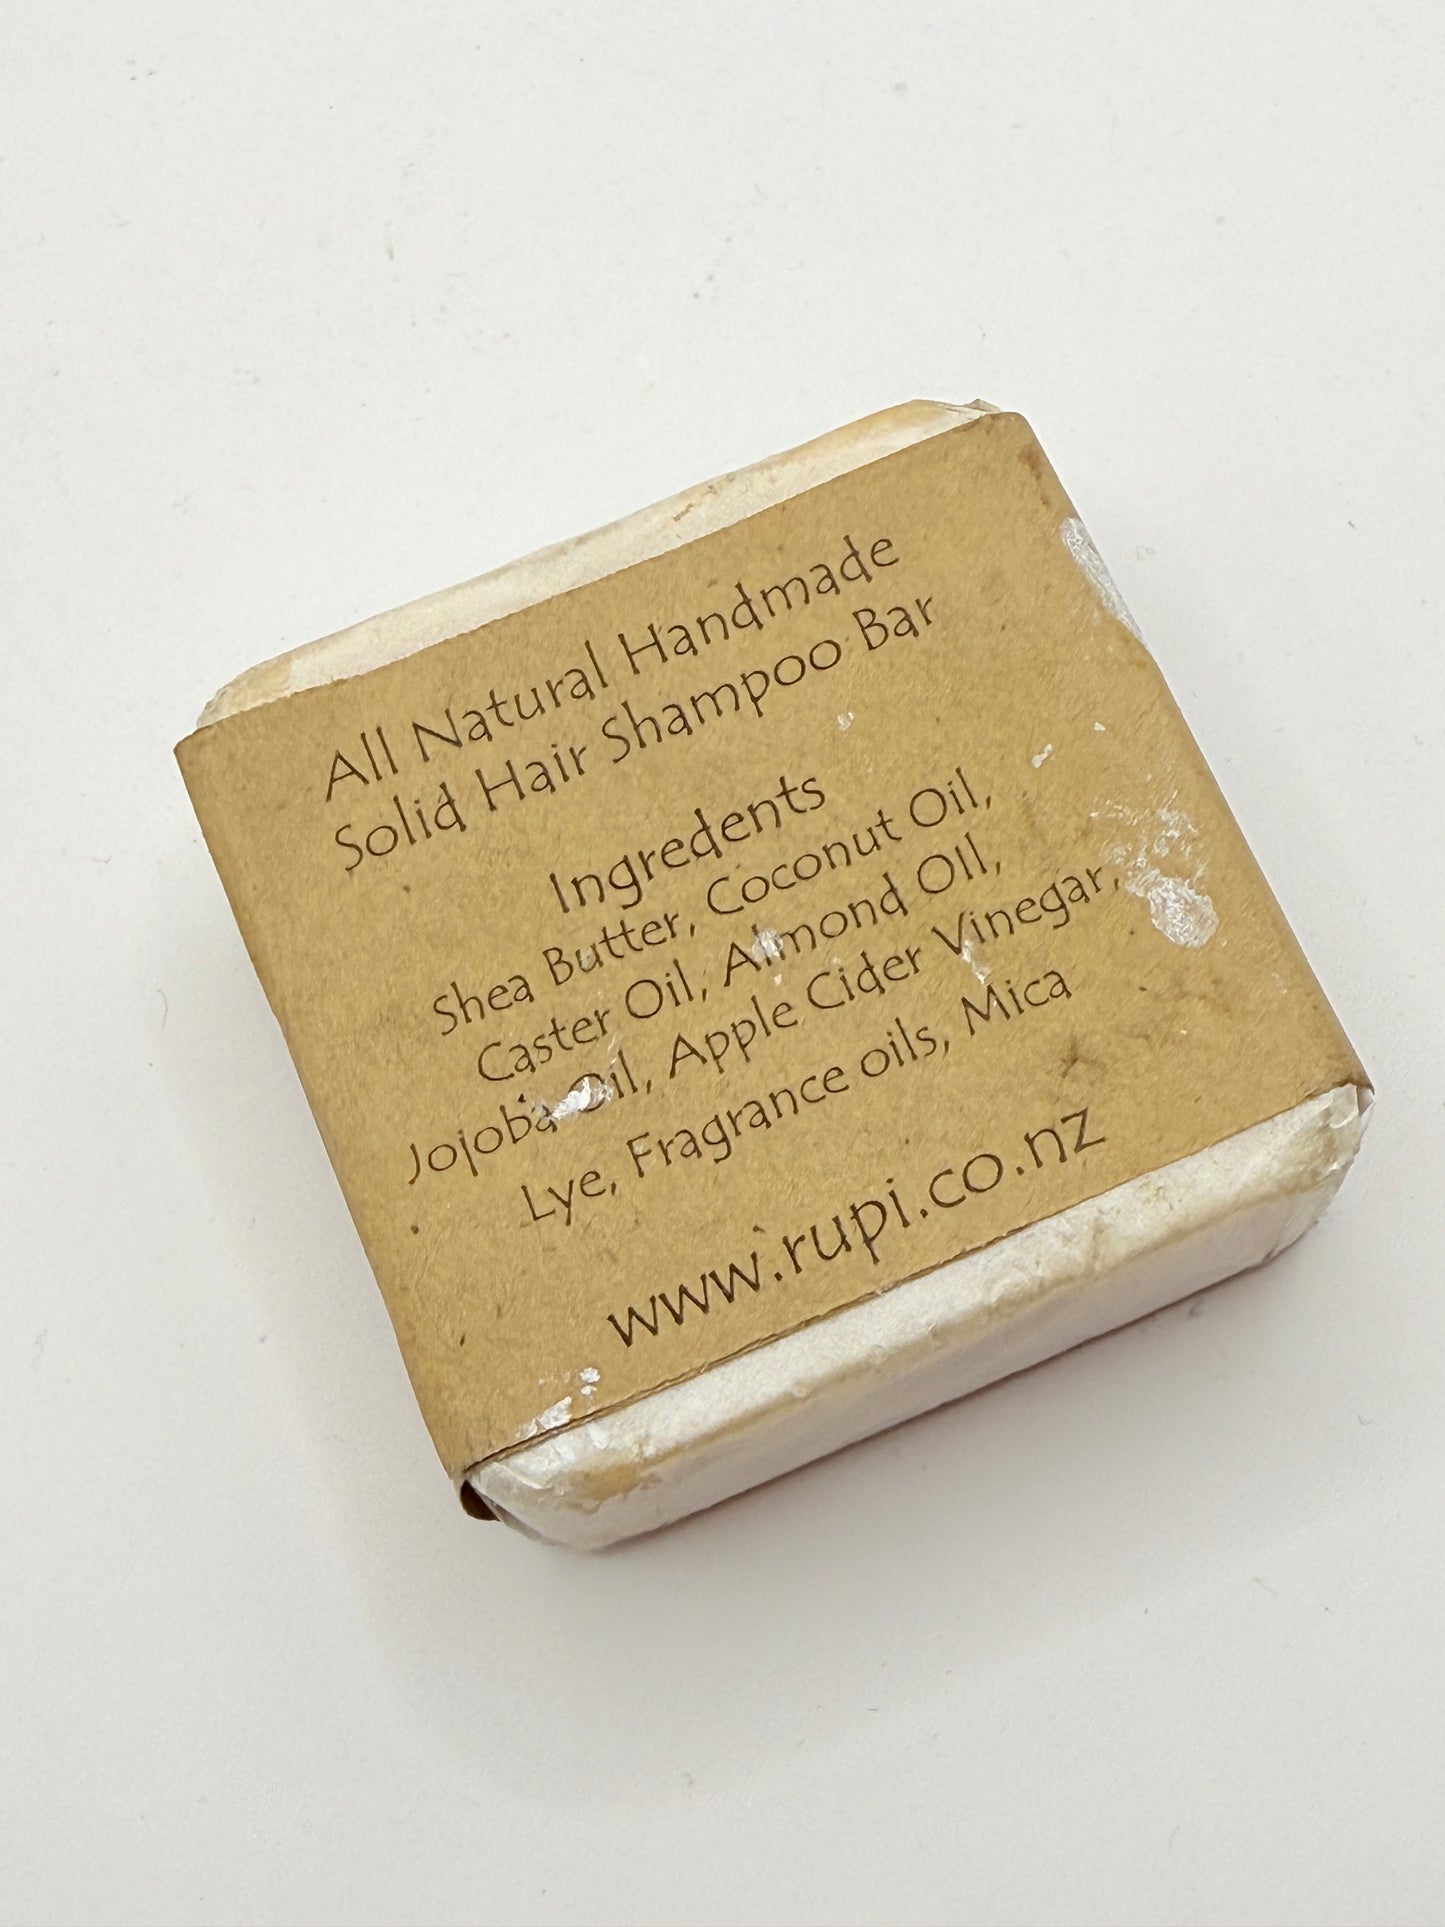 All Natural Handmade
Solid Hair Shampoo Bar
Ingredents
Shea Butter, Coconut Oil,
Caster Oil, Almond OIl,
Jojoba Oil, Apple Cider Vinegar,
Lye, Fragrance oils, Mica
www.rupi.co.nz